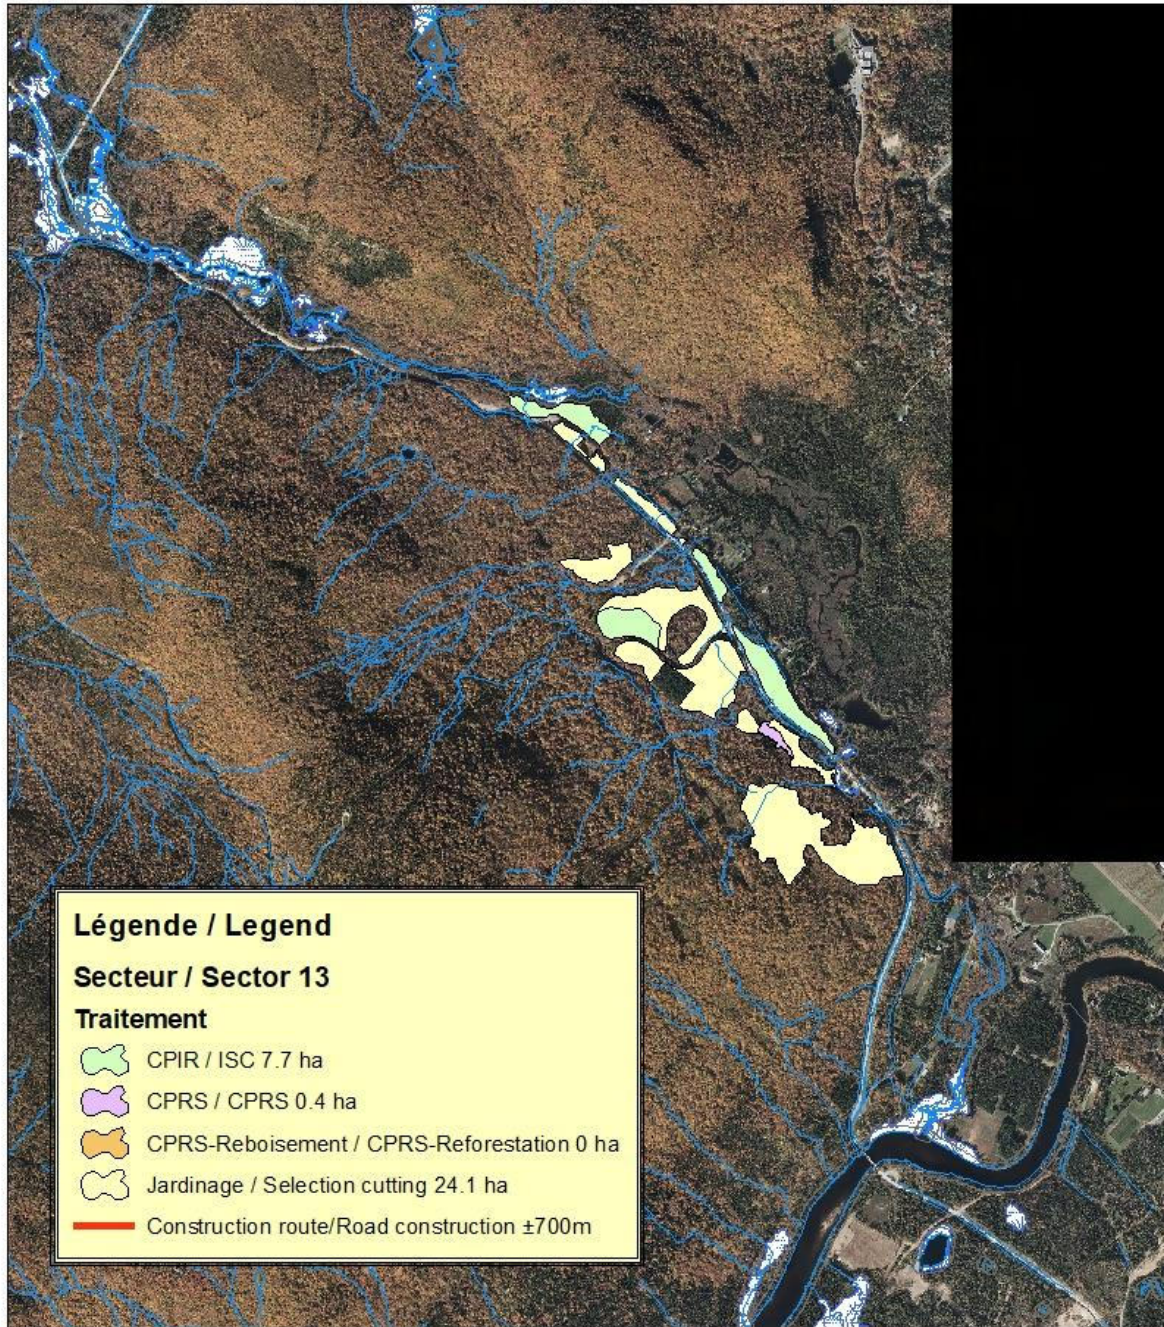 Légende / Legend
Secteur / Sector 13
Traitement
CPIR / ISC 7.7 ha
CPRS / CPRS 0.4 ha
CPRS-Reboisement / CPRS-Reforestation 0 ha
Jardinage / Selection cutting 24.1 ha
Construction route/Road construction ±700m